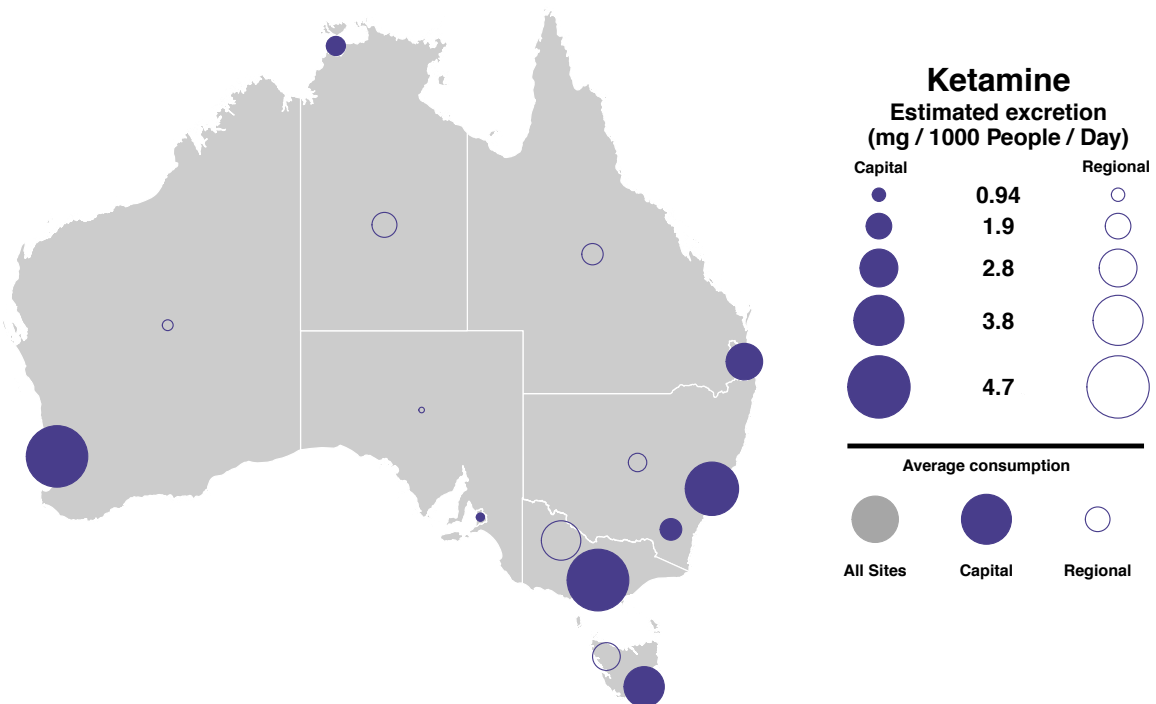 Ketamine
Estimated excretion
(mg / 1000 People / Day)
Capital Regional
0.94
1.9
2.8
3.8
4.7
Average consumption
All Sites Capital Regional